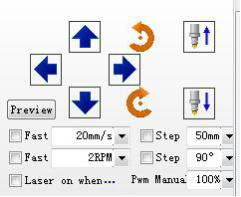 Preview
Fast 20mm/s Step 50mm
Fast 2RPM Step 90°
Laser on when... Pwm Manua 100%